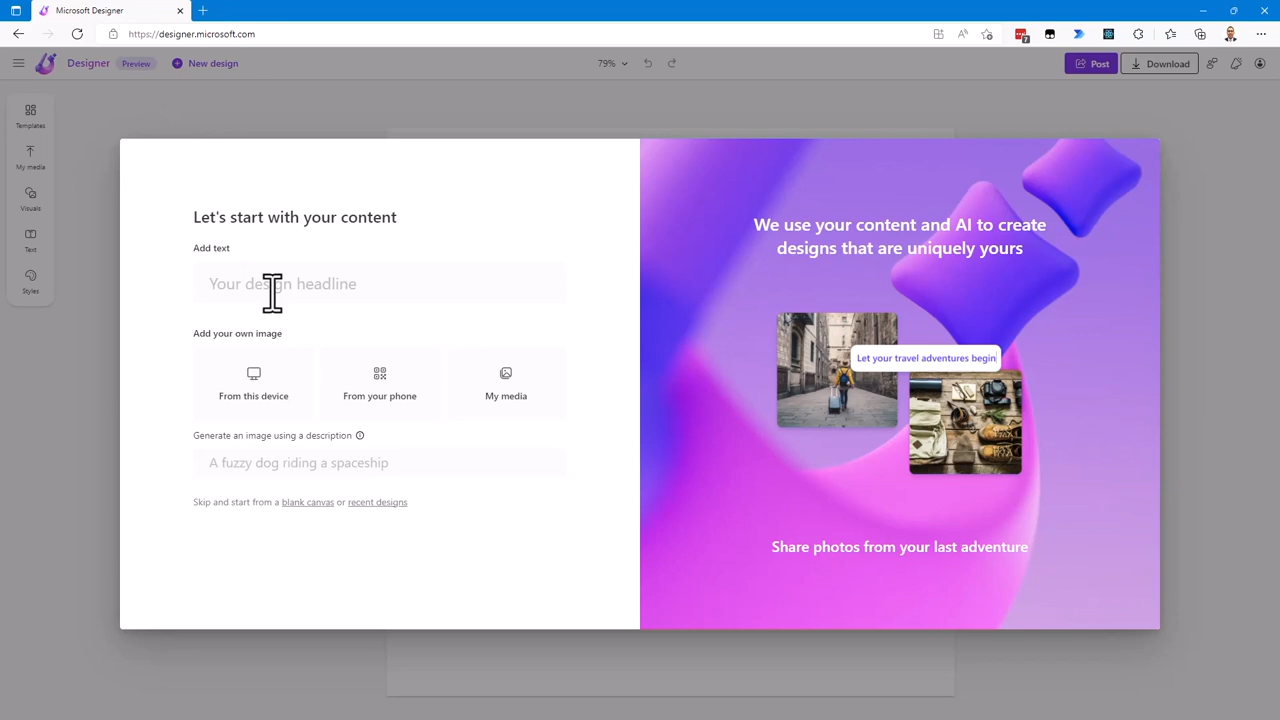 Microsoft Designer
https://designer.microsoft.com
7
Designer
Preview
New design
79%
Post
Download
Templates
My media
Visuals
Text
Styles
Let's start with your content
Add text
Your design headline
Add your own image
From this device
From your phone
My media
Generate an image using a description
A fuzzy dog riding a spaceship
Skip and start from a blank canvas or recent designs
We use your content and AI to create
designs that are uniquely yours
Let your travel adventures begin
Share photos from your last adventure